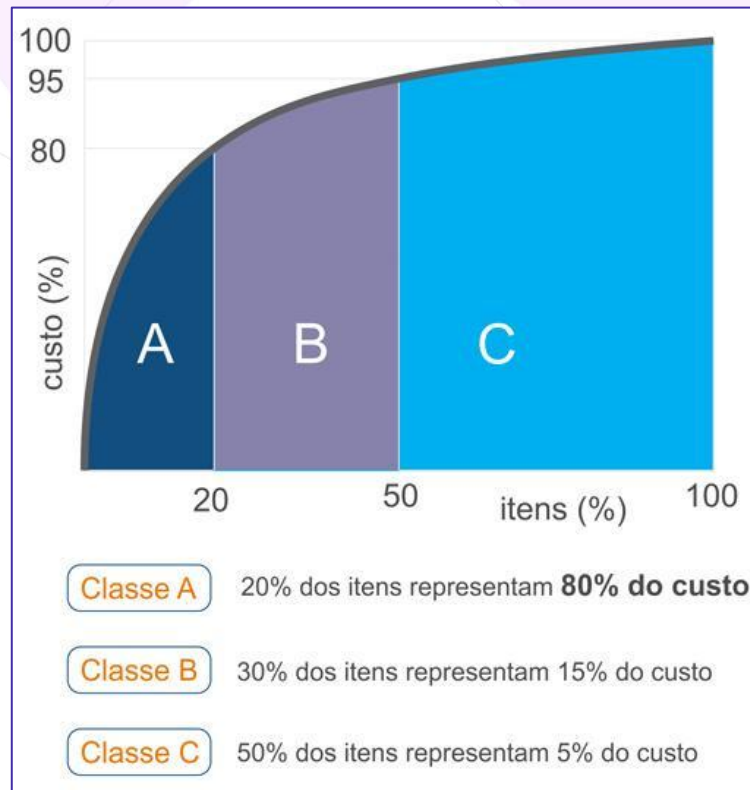 100
95
80
custo (%)
A
B
C
20
50
100
itens (%)
Classe A
20% dos itens representam 80% do custo
Classe B
30% dos itens representam 15% do custo
Classe C
50% dos itens representam 5% do custo